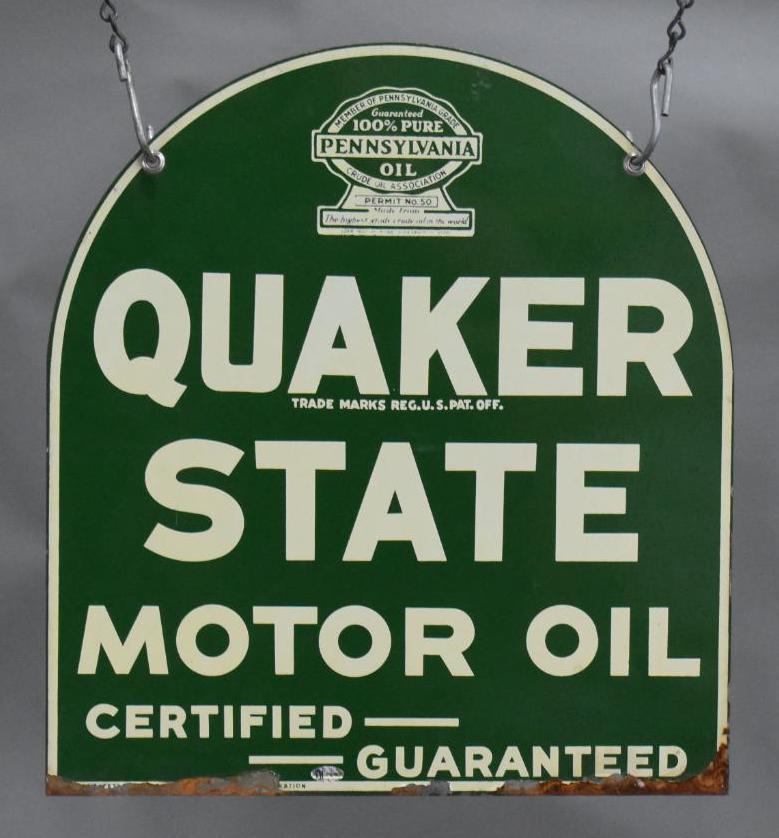 MEMBER OF PENNSYLVANIA GRADE
Guaranteed
100% PURE
PENNSYLVANIA
OIL
CRUDE OIL ASSOCIATION
PERMIT No. 50
Made from
The highest grade crude oil in the world
QUAKER
TRADE MARKS REG. U.S. PAT. OFF.
STATE
MOTOR OIL
CERTIFIED
GUARANTEED